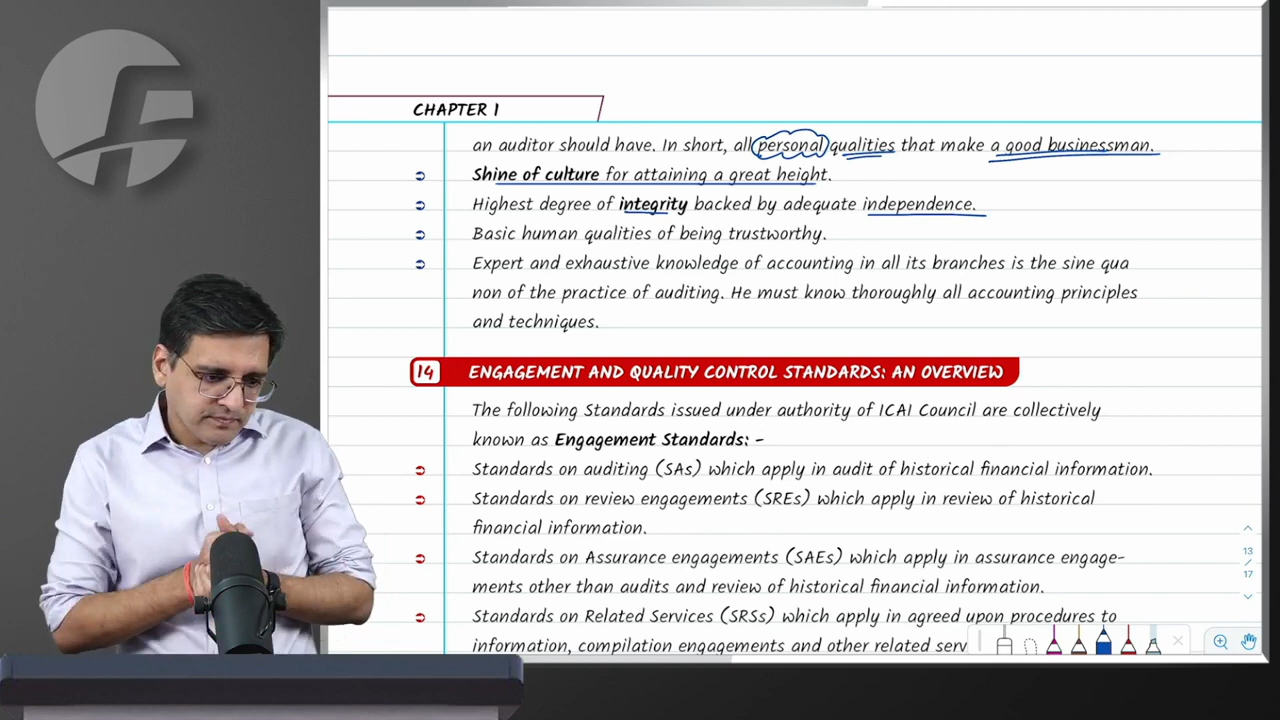 CHAPTER 1
an auditor should have. In short, all personal qualities that make a good businessman.
Shine of culture for attaining a great height.
Highest degree of integrity backed by adequate independence.
Basic human qualities of being trustworthy.
Expert and exhaustive knowledge of accounting in all its branches is the sine qua
non of the practice of auditing. He must know thoroughly all accounting principles
and techniques.
14 ENGAGEMENT AND QUALITY CONTROL STANDARDS: AN OVERVIEW
The following Standards issued under authority of ICAI Council are collectively
known as Engagement Standards: -
Standards on auditing (SAs) which apply in audit of historical financial information.
Standards on review engagements (SREs) which apply in review of historical
financial information.
Standards on Assurance engagements (SAEs) which apply in assurance engage-
ments other than audits and review of historical financial information.
Standards on Related Services (SRSs) which apply in agreed upon procedures to
information, compilation engagements and other related serv
13
/
17